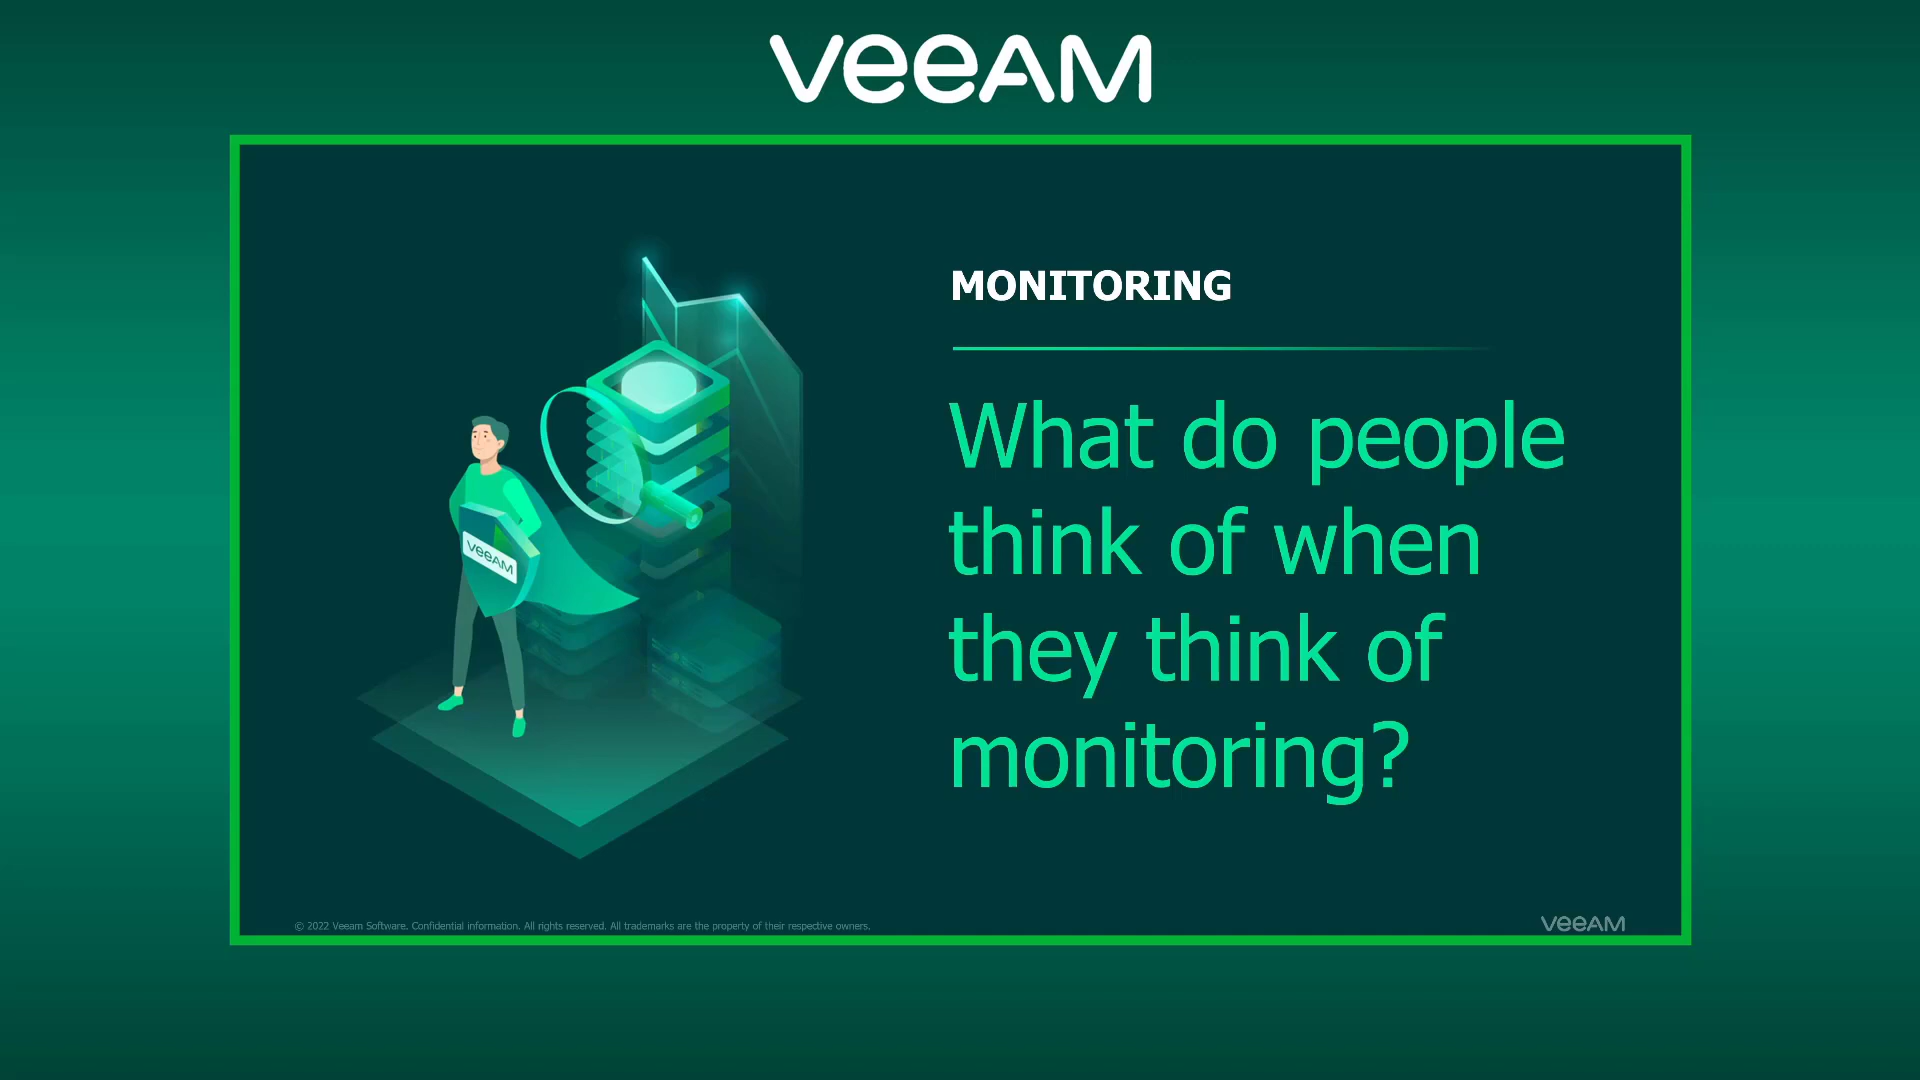 veeAM
MONITORING
What do people
think of when
they think of
monitoring?
veeAM
© 2022 Veeam Software. Confidential information. All rights reserved. All trademarks are the property of their respective owners.
veeAM